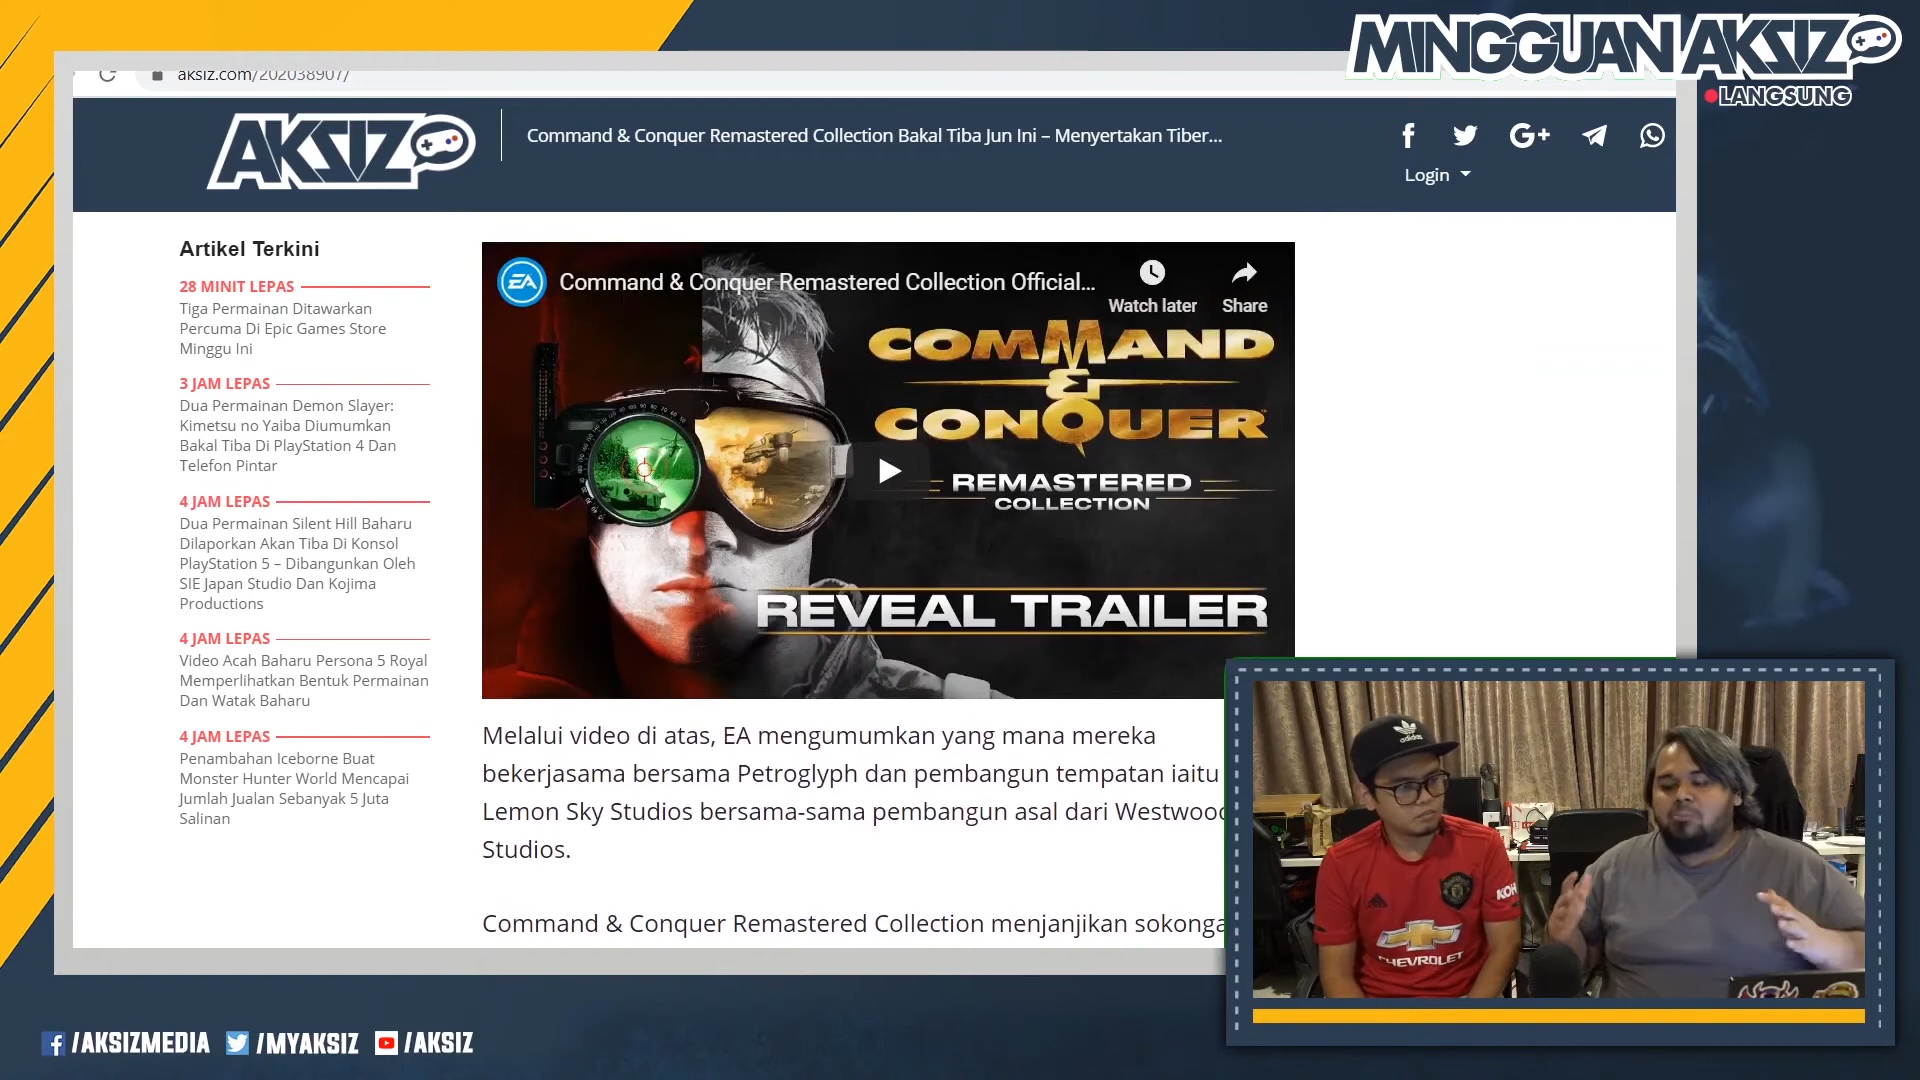 MINGGUAN AKSIZ
LANGSUNG
aksiz.com/202038907/
AKSIZ
Command & Conquer Remastered Collection Bakal Tiba Jun Ini – Menyertakan Tiber...
G+
Login
Artikel Terkini
28 MINIT LEPAS
Tiga Permainan Ditawarkan
Percuma Di Epic Games Store
Minggu Ini
3 JAM LEPAS
Dua Permainan Demon Slayer:
Kimetsu no Yaiba Diumumkan
Bakal Tiba Di PlayStation 4 Dan
Telefon Pintar
4 JAM LEPAS
Dua Permainan Silent Hill Baharu
Dilaporkan Akan Tiba Di Konsol
PlayStation 5 – Dibangunkan Oleh
SIE Japan Studio Dan Kojima
Productions
4 JAM LEPAS
Video Acah Baharu Persona 5 Royal
Memperlihatkan Bentuk Permainan
Dan Watak Baharu
4 JAM LEPAS
Penambahan Iceborne Buat
Monster Hunter World Mencapai
Jumlah Jualan Sebanyak 5 Juta
Salinan
EA
Command & Conquer Remastered Collection Official...
Watch later
Share
COMMAND
&
CONQUER
REMASTERED
COLLECTION
REVEAL TRAILER
Melalui video di atas, EA mengumumkan yang mana mereka
bekerjasama bersama Petroglyph dan pembangun tempatan iaitu
Lemon Sky Studios bersama-sama pembangun asal dari Westwood
Studios.
Command & Conquer Remastered Collection menjanjikan sokonga
adidas
KOH
CHEVROLET
/AKSIZMEDIA
/MYAKSIZ
/AKSIZ